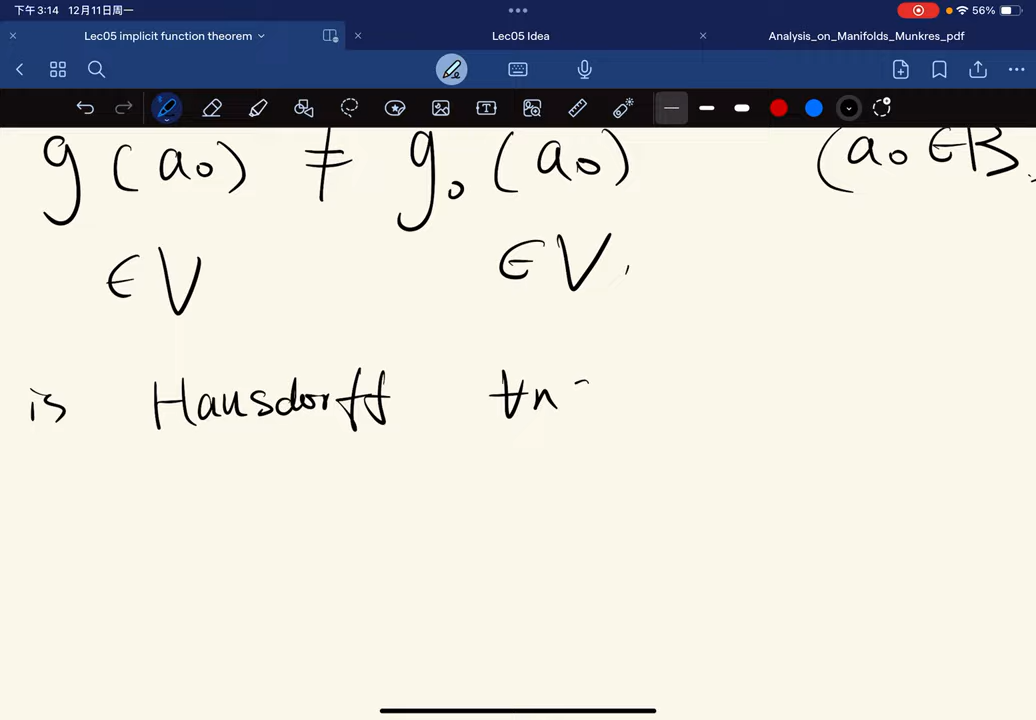 下午3:14 12月11日周一
56%
Lec05 implicit function theorem
Lec05 Idea
Analysis_on_Manifolds_Munkres_pdf
g(a₀) ≠ g₀(a₀) (a₀ ∈ B.
∈ V ∈ V,
is Hausdorff ∀n